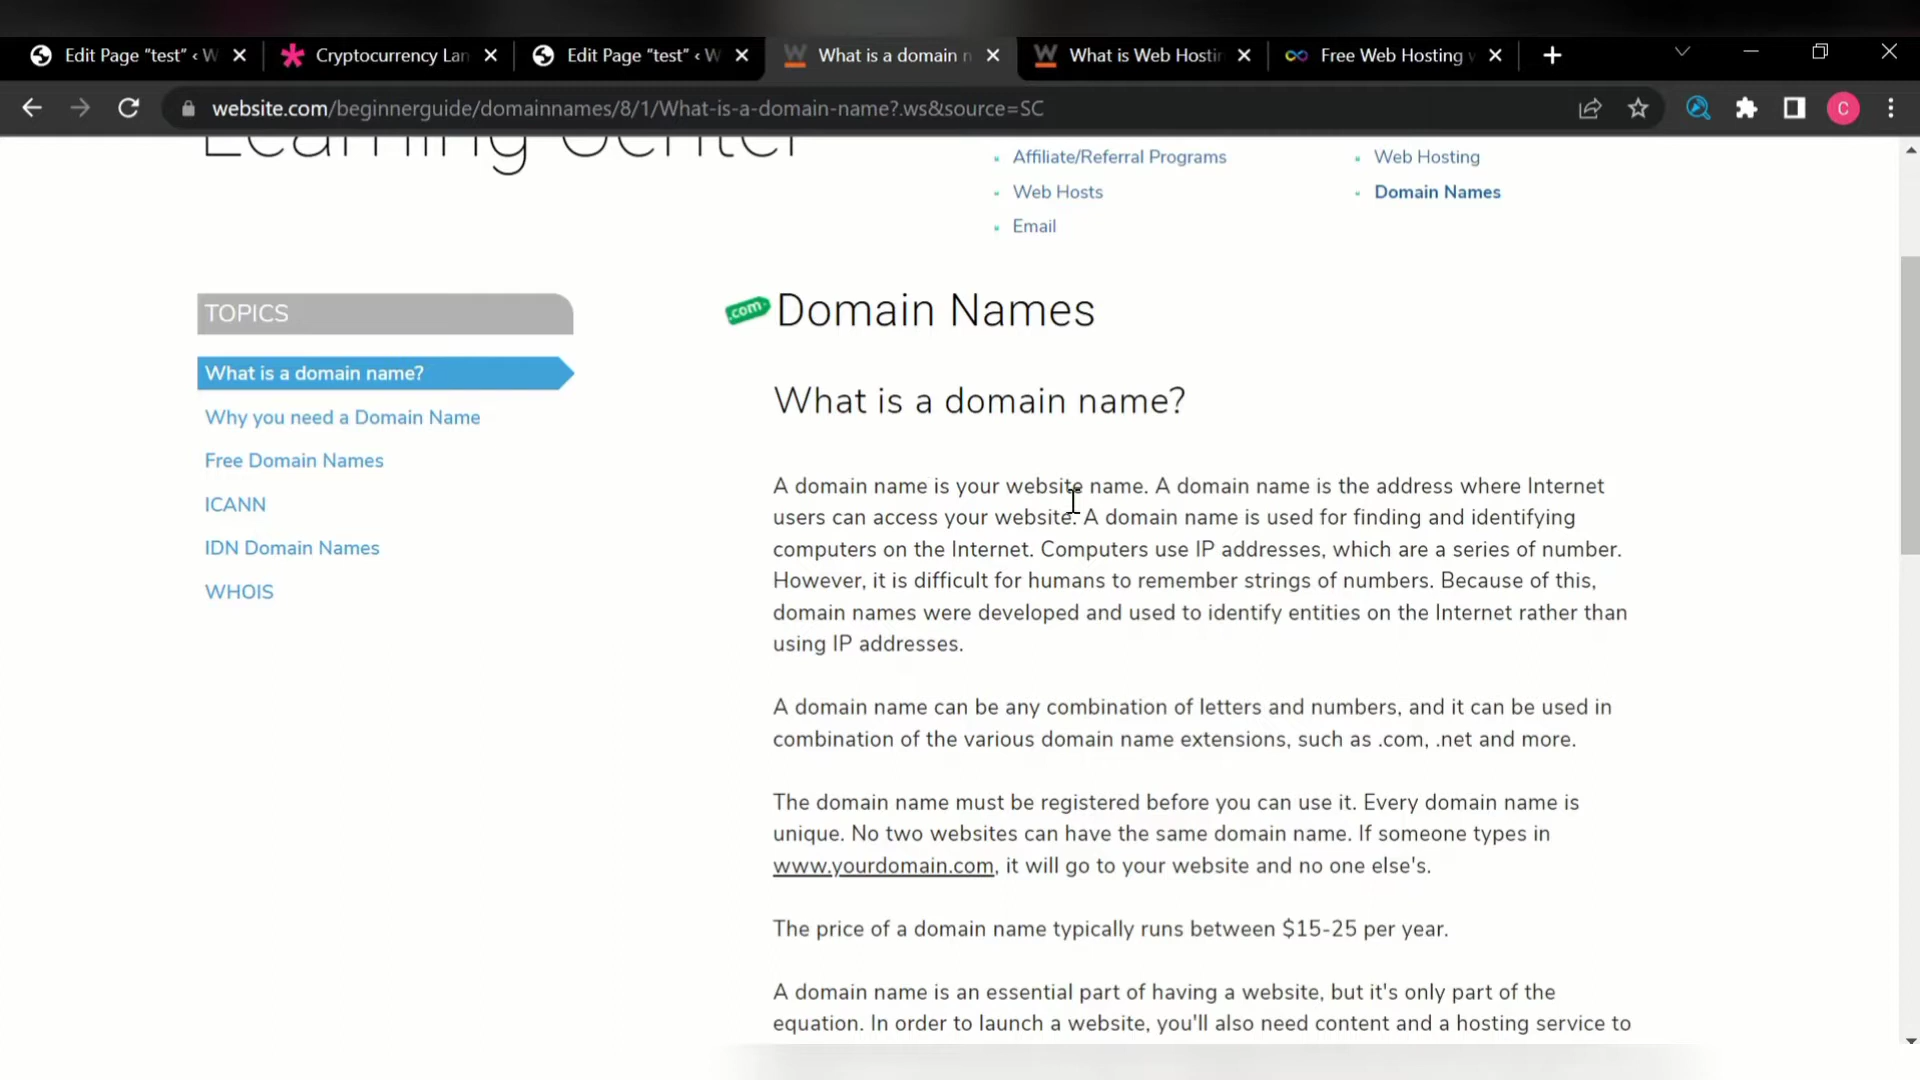 Edit Page “test” ‹ W
Cryptocurrency Lan
Edit Page “test” ‹ W
What is a domain n
What is Web Hostin
Free Web Hosting
C
website.com/beginnerguide/domainnames/8/1/What-is-a-domain-name?.ws&source=SC
Learning Center
Affiliate/Referral Programs
Web Hosts
Email
Web Hosting
Domain Names
TOPICS
What is a domain name?
Why you need a Domain Name
Free Domain Names
ICANN
IDN Domain Names
WHOIS
.com
Domain Names
What is a domain name?
A domain name is your website name. A domain name is the address where Internet
users can access your website. A domain name is used for finding and identifying
computers on the Internet. Computers use IP addresses, which are a series of number.
However, it is difficult for humans to remember strings of numbers. Because of this,
domain names were developed and used to identify entities on the Internet rather than
using IP addresses.
A domain name can be any combination of letters and numbers, and it can be used in
combination of the various domain name extensions, such as .com, .net and more.
The domain name must be registered before you can use it. Every domain name is
unique. No two websites can have the same domain name. If someone types in
www.yourdomain.com, it will go to your website and no one else's.
The price of a domain name typically runs between $15-25 per year.
A domain name is an essential part of having a website, but it's only part of the
equation. In order to launch a website, you'll also need content and a hosting service to